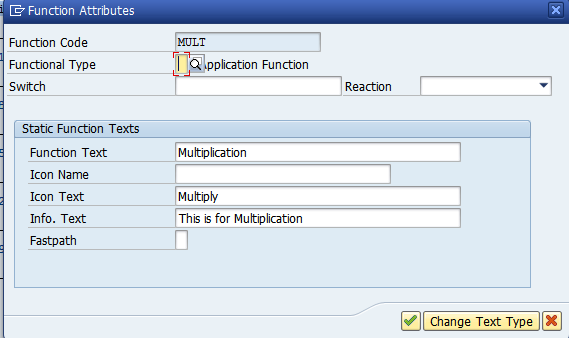 Function Attributes
Function Code MULT
Functional Type Application Function
Switch Reaction
Static Function Texts
Function Text Multiplication
Icon Name
Icon Text Multiply
Info. Text This is for Multiplication
Fastpath
Change Text Type